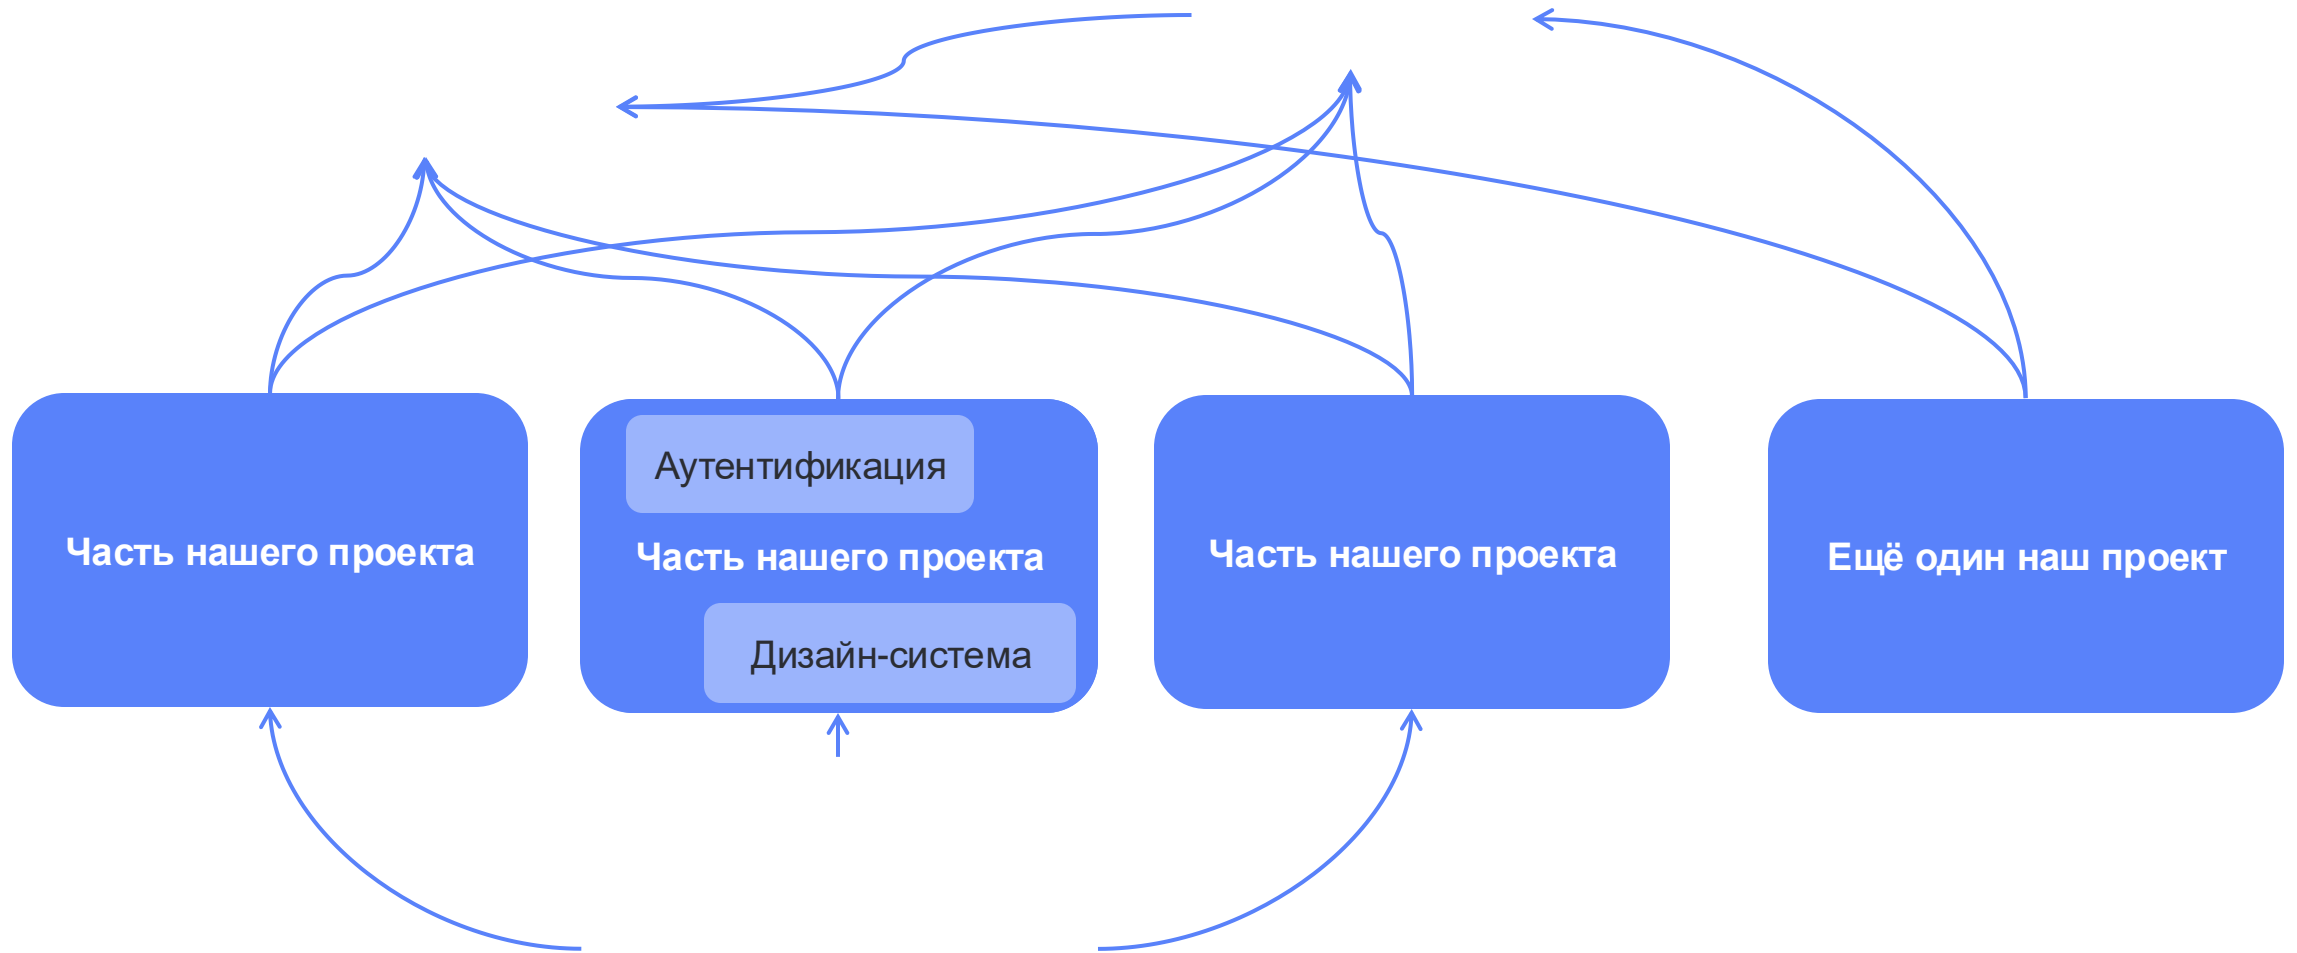 Аутентификация
Часть нашего проекта
Часть нашего проекта
Часть нашего проекта
Ещё один наш проект
Дизайн-система